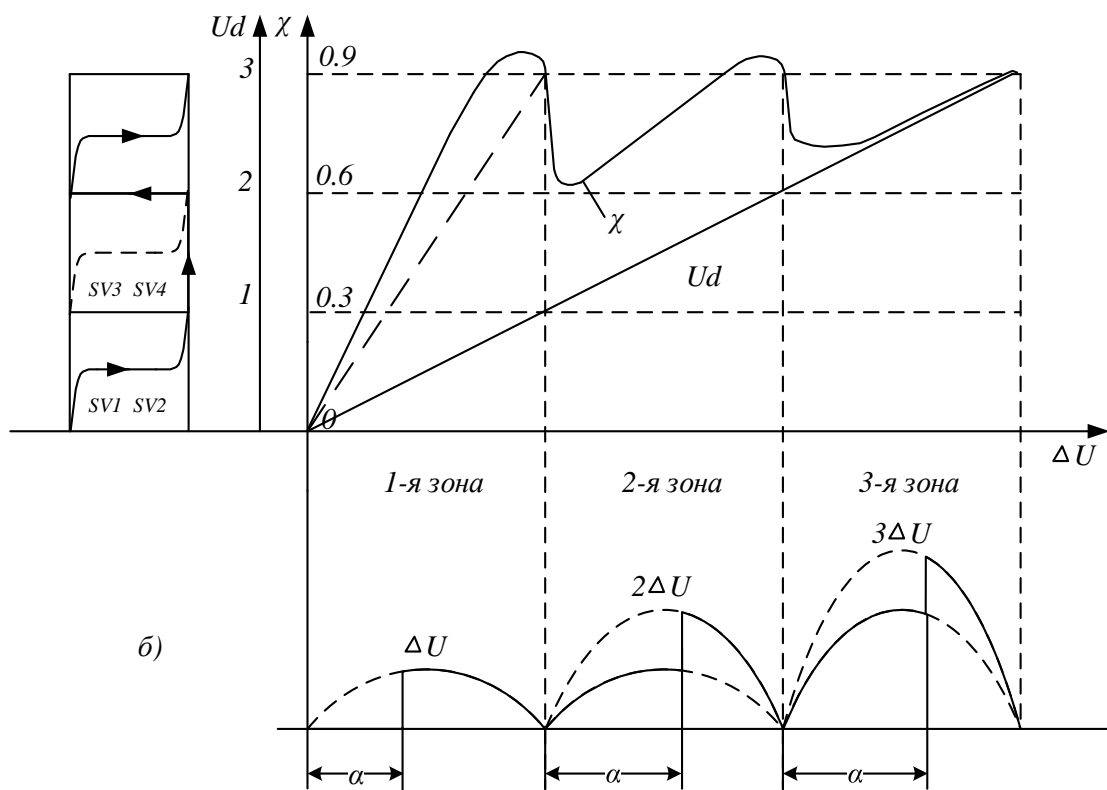 Ud χ
3 0.9
2 0.6
χ
SV3 SV4
1 0.3
Ud
SV1 SV2
0
ΔU
1-я зона 2-я зона 3-я зона
3ΔU
2ΔU
б)
ΔU
α α α